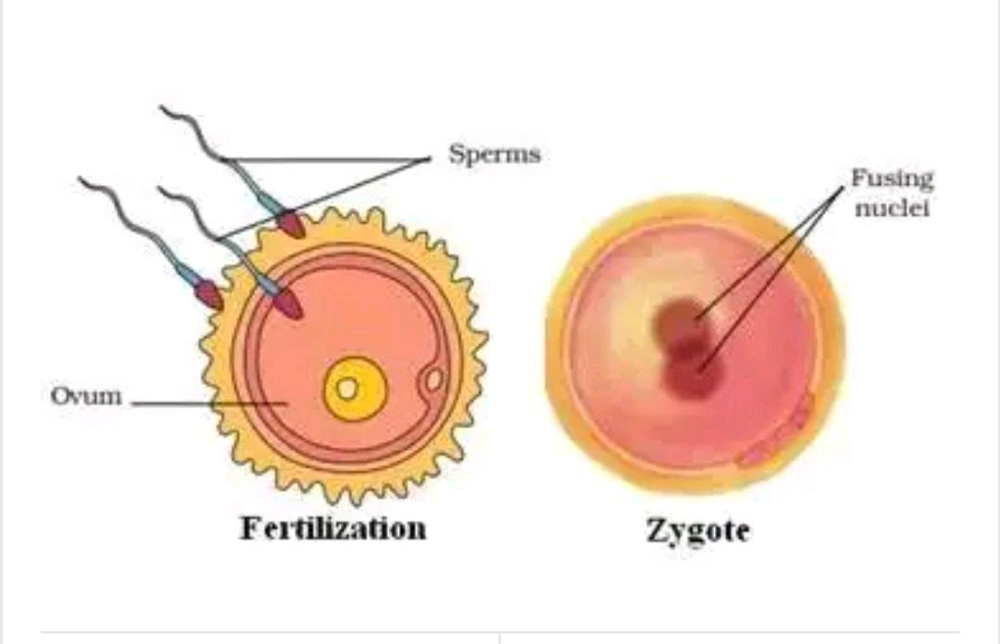 Sperms
Fusing
nuclei
Ovum
Fertilization
Zygote